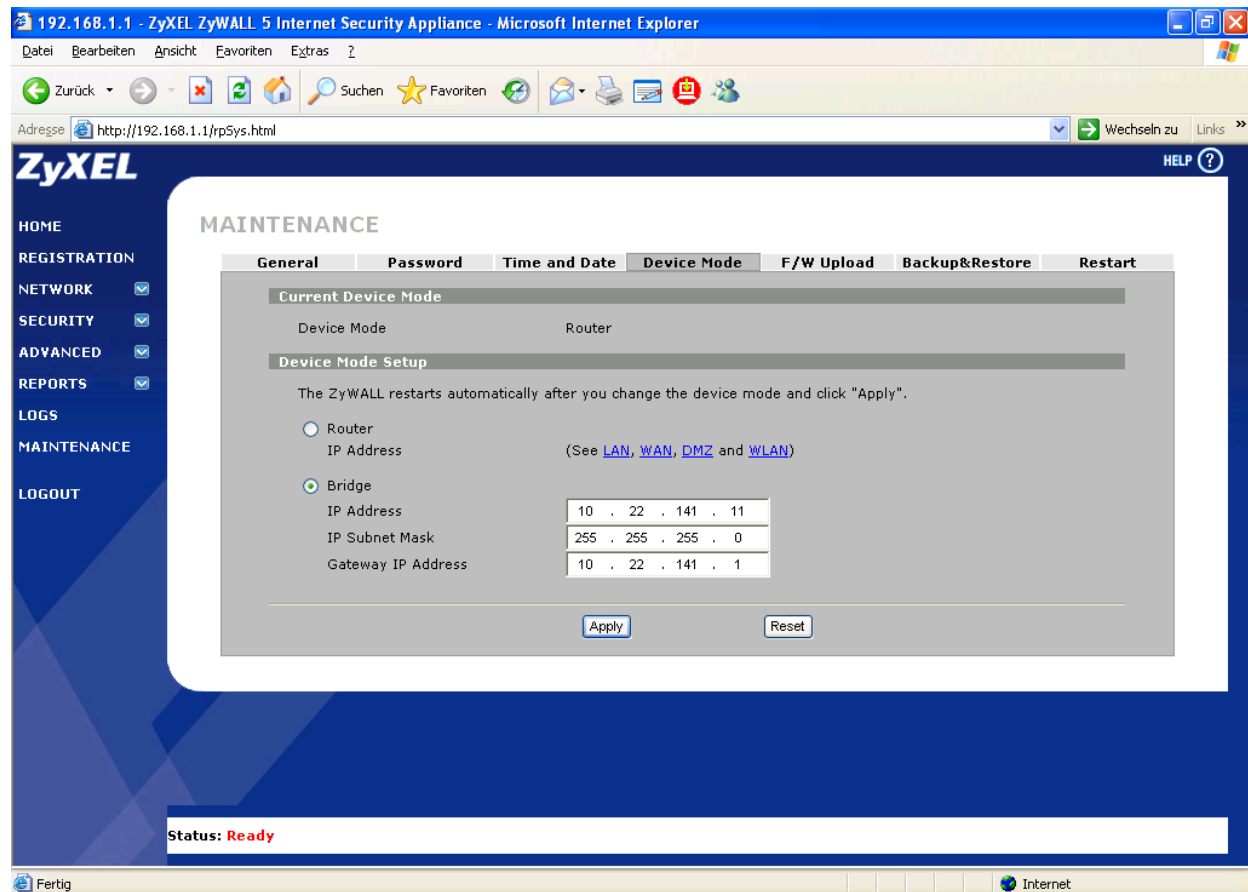 192.168.1.1 - ZyXEL ZyWALL 5 Internet Security Appliance - Microsoft Internet Explorer
Datei Bearbeiten Ansicht Favoriten Extras ?
Zurück Suchen Favoriten
Adresse http://192.168.1.1/rpSys.html Wechseln zu Links »
ZyXEL HELP ?
HOME
REGISTRATION
NETWORK
SECURITY
ADVANCED
REPORTS
LOGS
MAINTENANCE
LOGOUT
MAINTENANCE
General Password Time and Date Device Mode F/W Upload Backup&Restore Restart
Current Device Mode
Device Mode Router
Device Mode Setup
The ZyWALL restarts automatically after you change the device mode and click "Apply".
Router
IP Address (See LAN, WAN, DMZ and WLAN)
Bridge
IP Address 10 . 22 . 141 . 11
IP Subnet Mask 255 . 255 . 255 . 0
Gateway IP Address 10 . 22 . 141 . 1
Apply Reset
Status: Ready
Fertig Internet